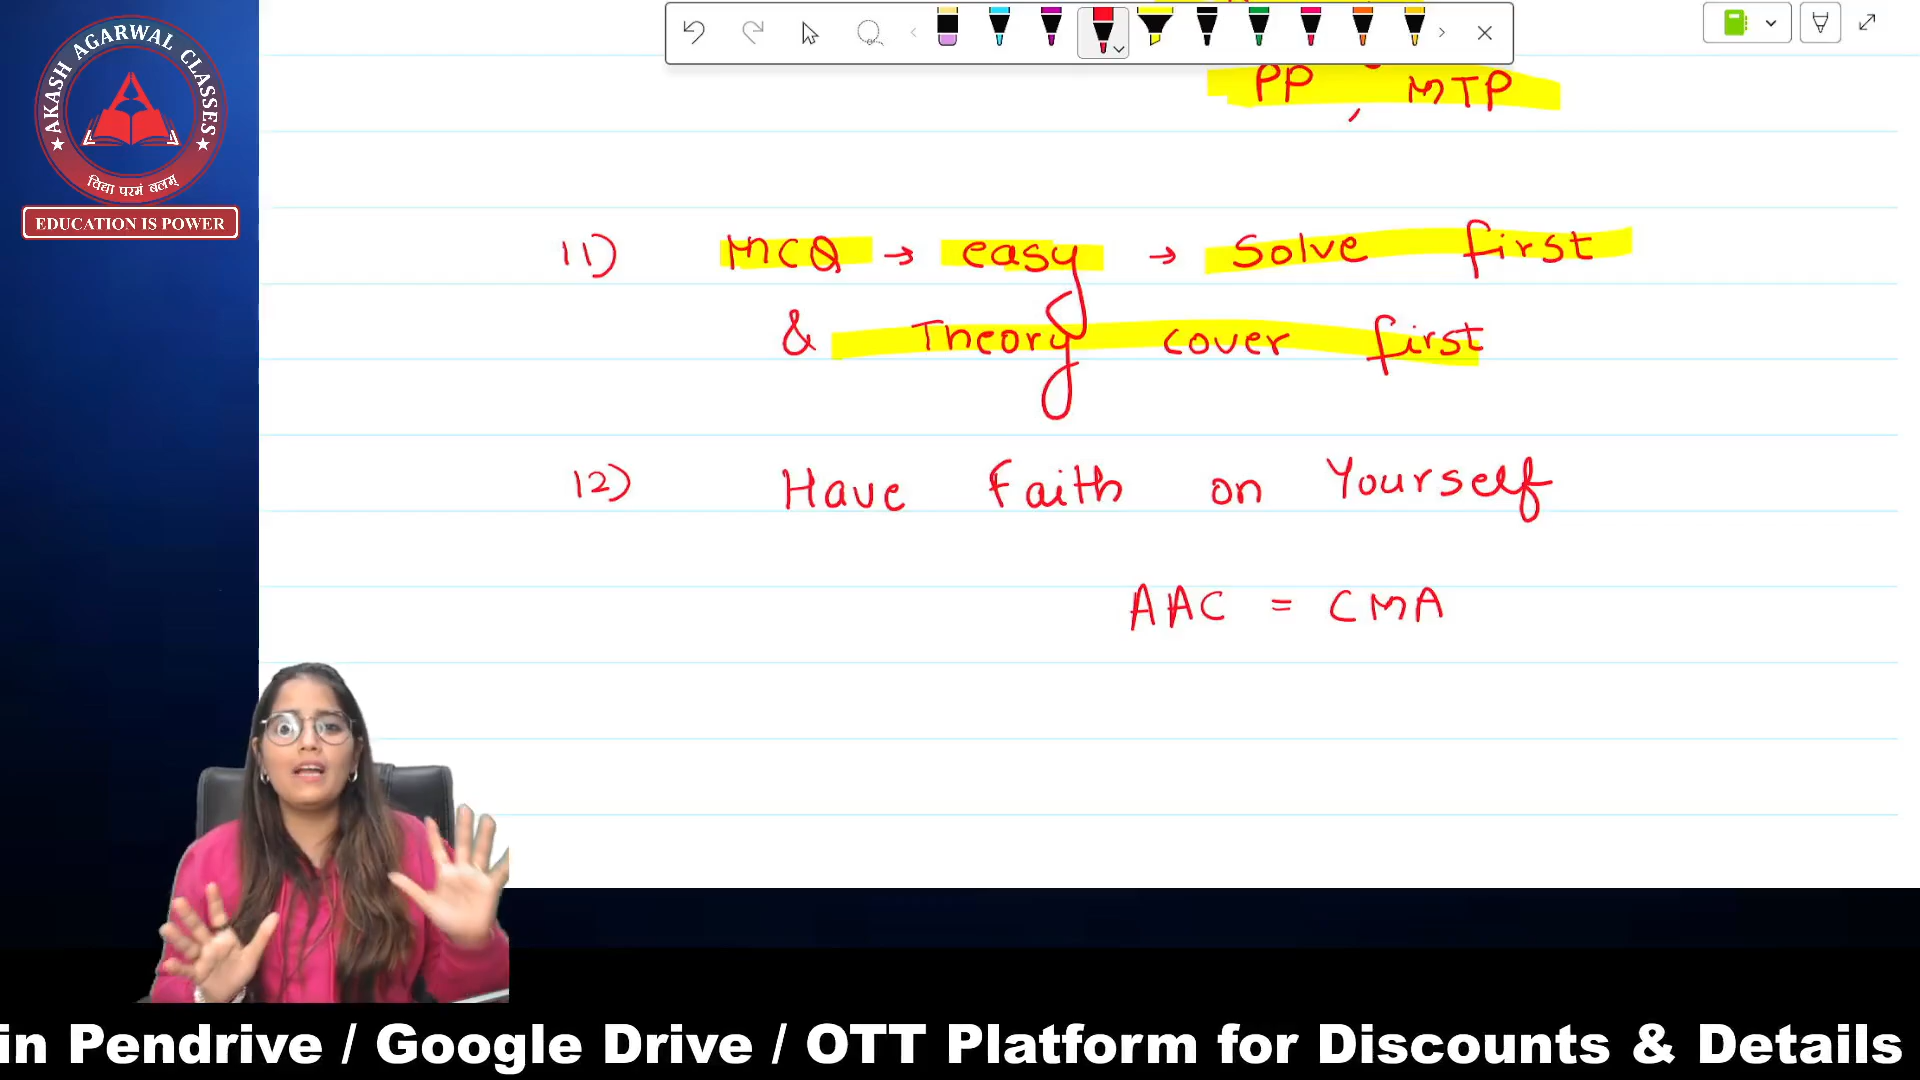 AKASH AGARWAL CLASSES
विद्या परमं बलम्
EDUCATION IS POWER
PP , MTP
11) MCQ → easy → Solve first
& Theory cover first
12) Have Faith on Yourself
AAC = CMA
in Pendrive / Google Drive / OTT Platform for Discounts & Details